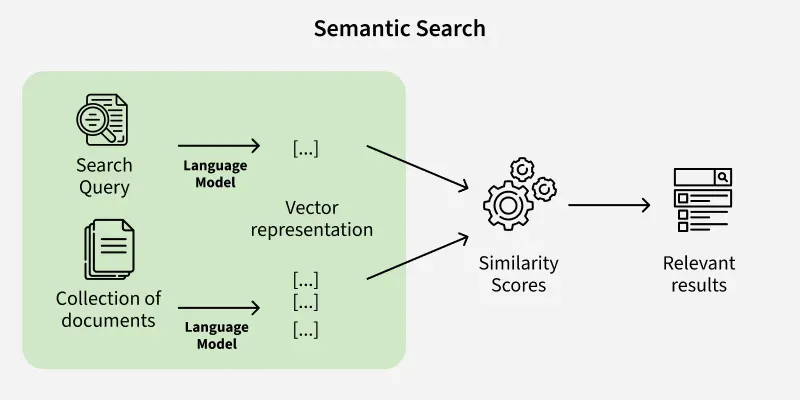 Semantic Search
Search
Query
Language
Model
[...]
Vector
representation
Collection of
documents
Language
Model
[...]
[...]
[...]
Similarity
Scores
Relevant
results